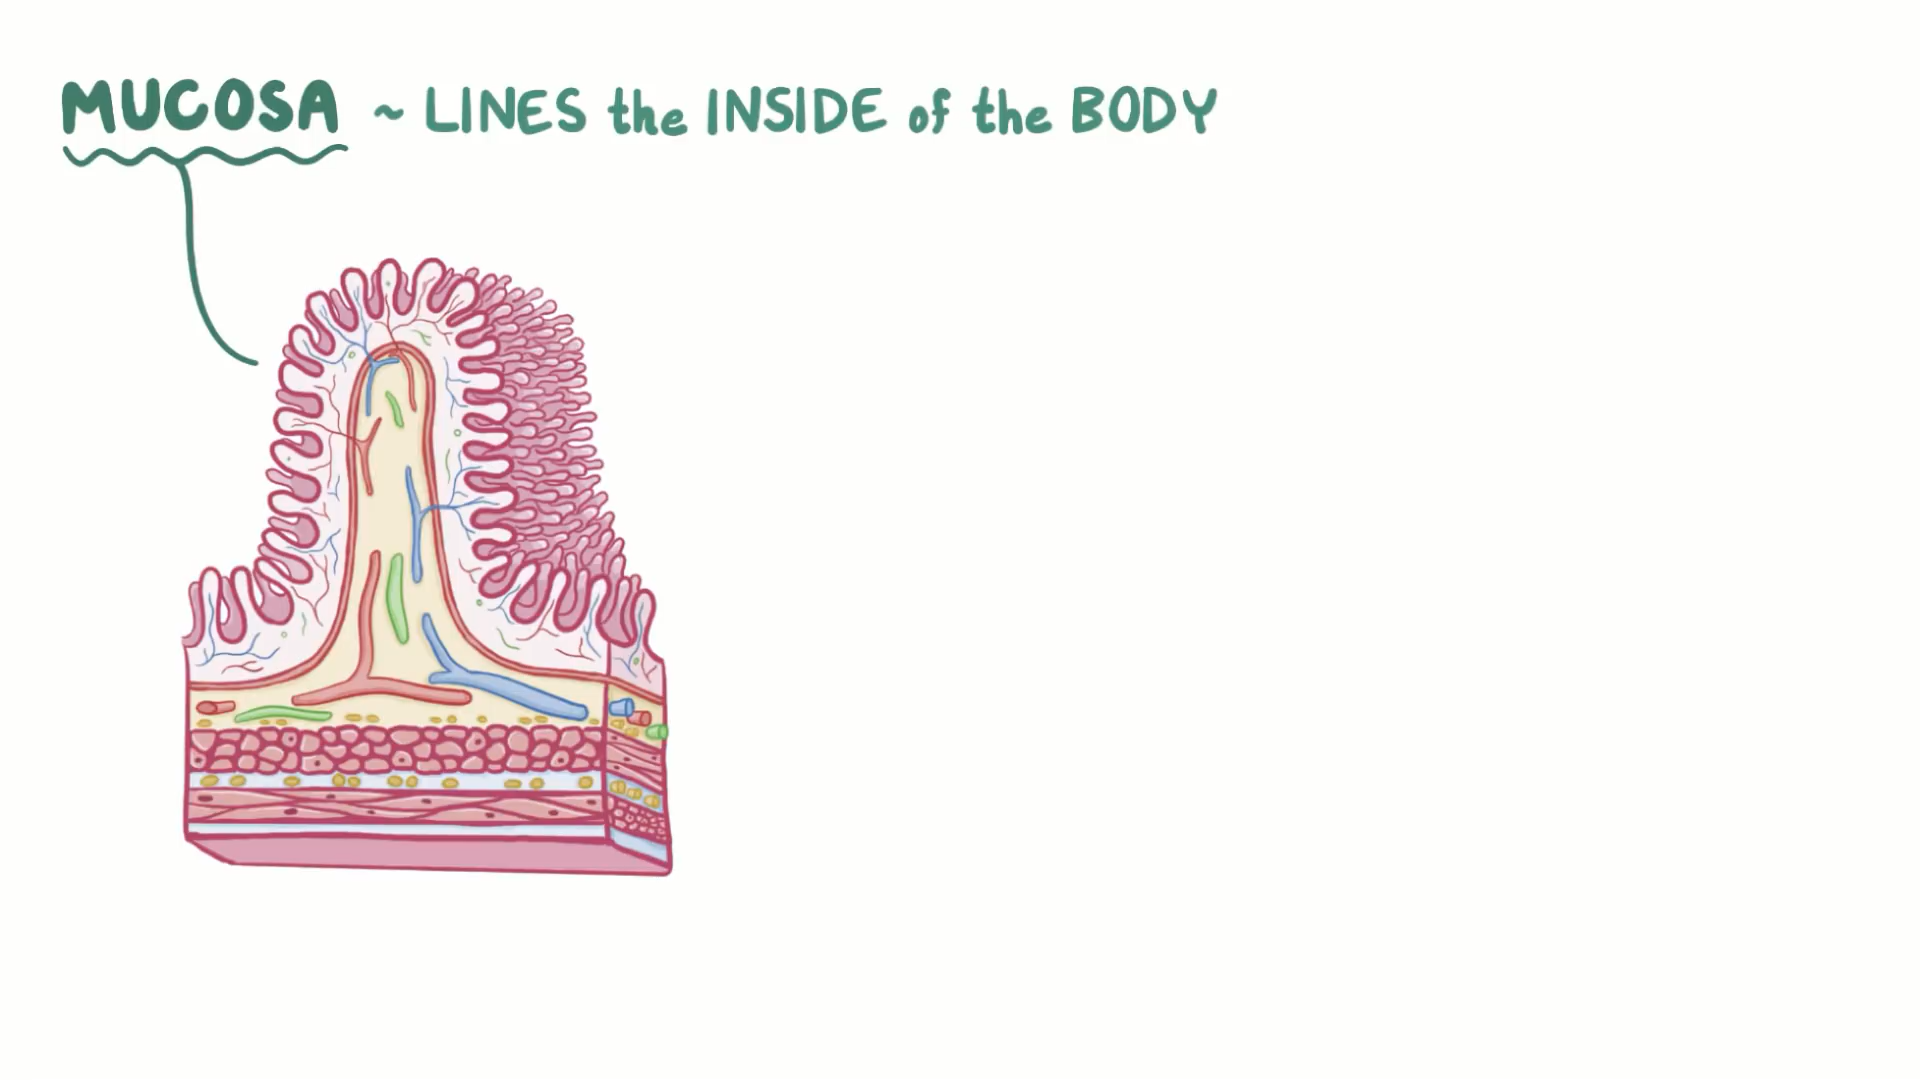 MUCOSA ~ LINES the INSIDE of the BODY